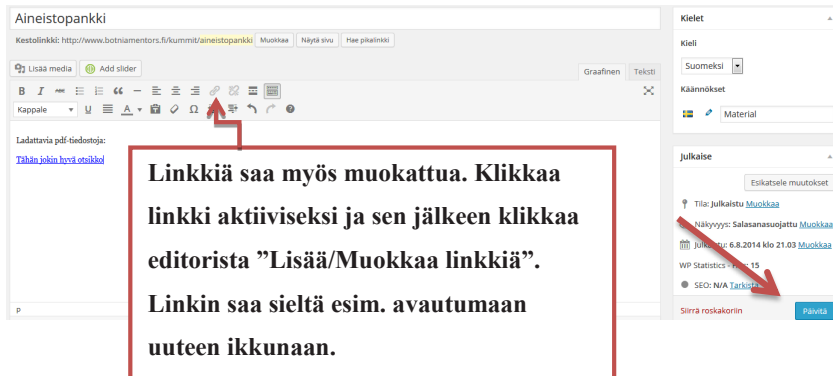 Aineistopankki
Kestolinkki: http://www.botniamentors.fi/kummit/aineistopankki Muokkaa Näytä sivu Hae pikalinkki
Lisää media Add slider
Graafinen Teksti
B I ABC
Kappale U A Ω
Ladattavia pdf-tiedostoja:
Tähän jokin hyvä otsikko
P
Linkkiä saa myös muokattua. Klikkaa
linkki aktiiviseksi ja sen jälkeen klikkaa
editorista ”Lisää/Muokkaa linkkiä”.
Linkin saa sieltä esim. avautumaan
uuteen ikkunaan.
Kielet
Kieli
Suomeksi
Käännökset
Material
Julkaise
Esikatsele muutokset
Tila: Julkaistu Muokkaa
Näkyvyys: Salasanasuojattu Muokkaa
Julkaistu: 6.8.2014 klo 21.03 Muokkaa
WP Statistics - 15
SEO: N/A Tarkista
Siirrä roskakoriin
Päivitä